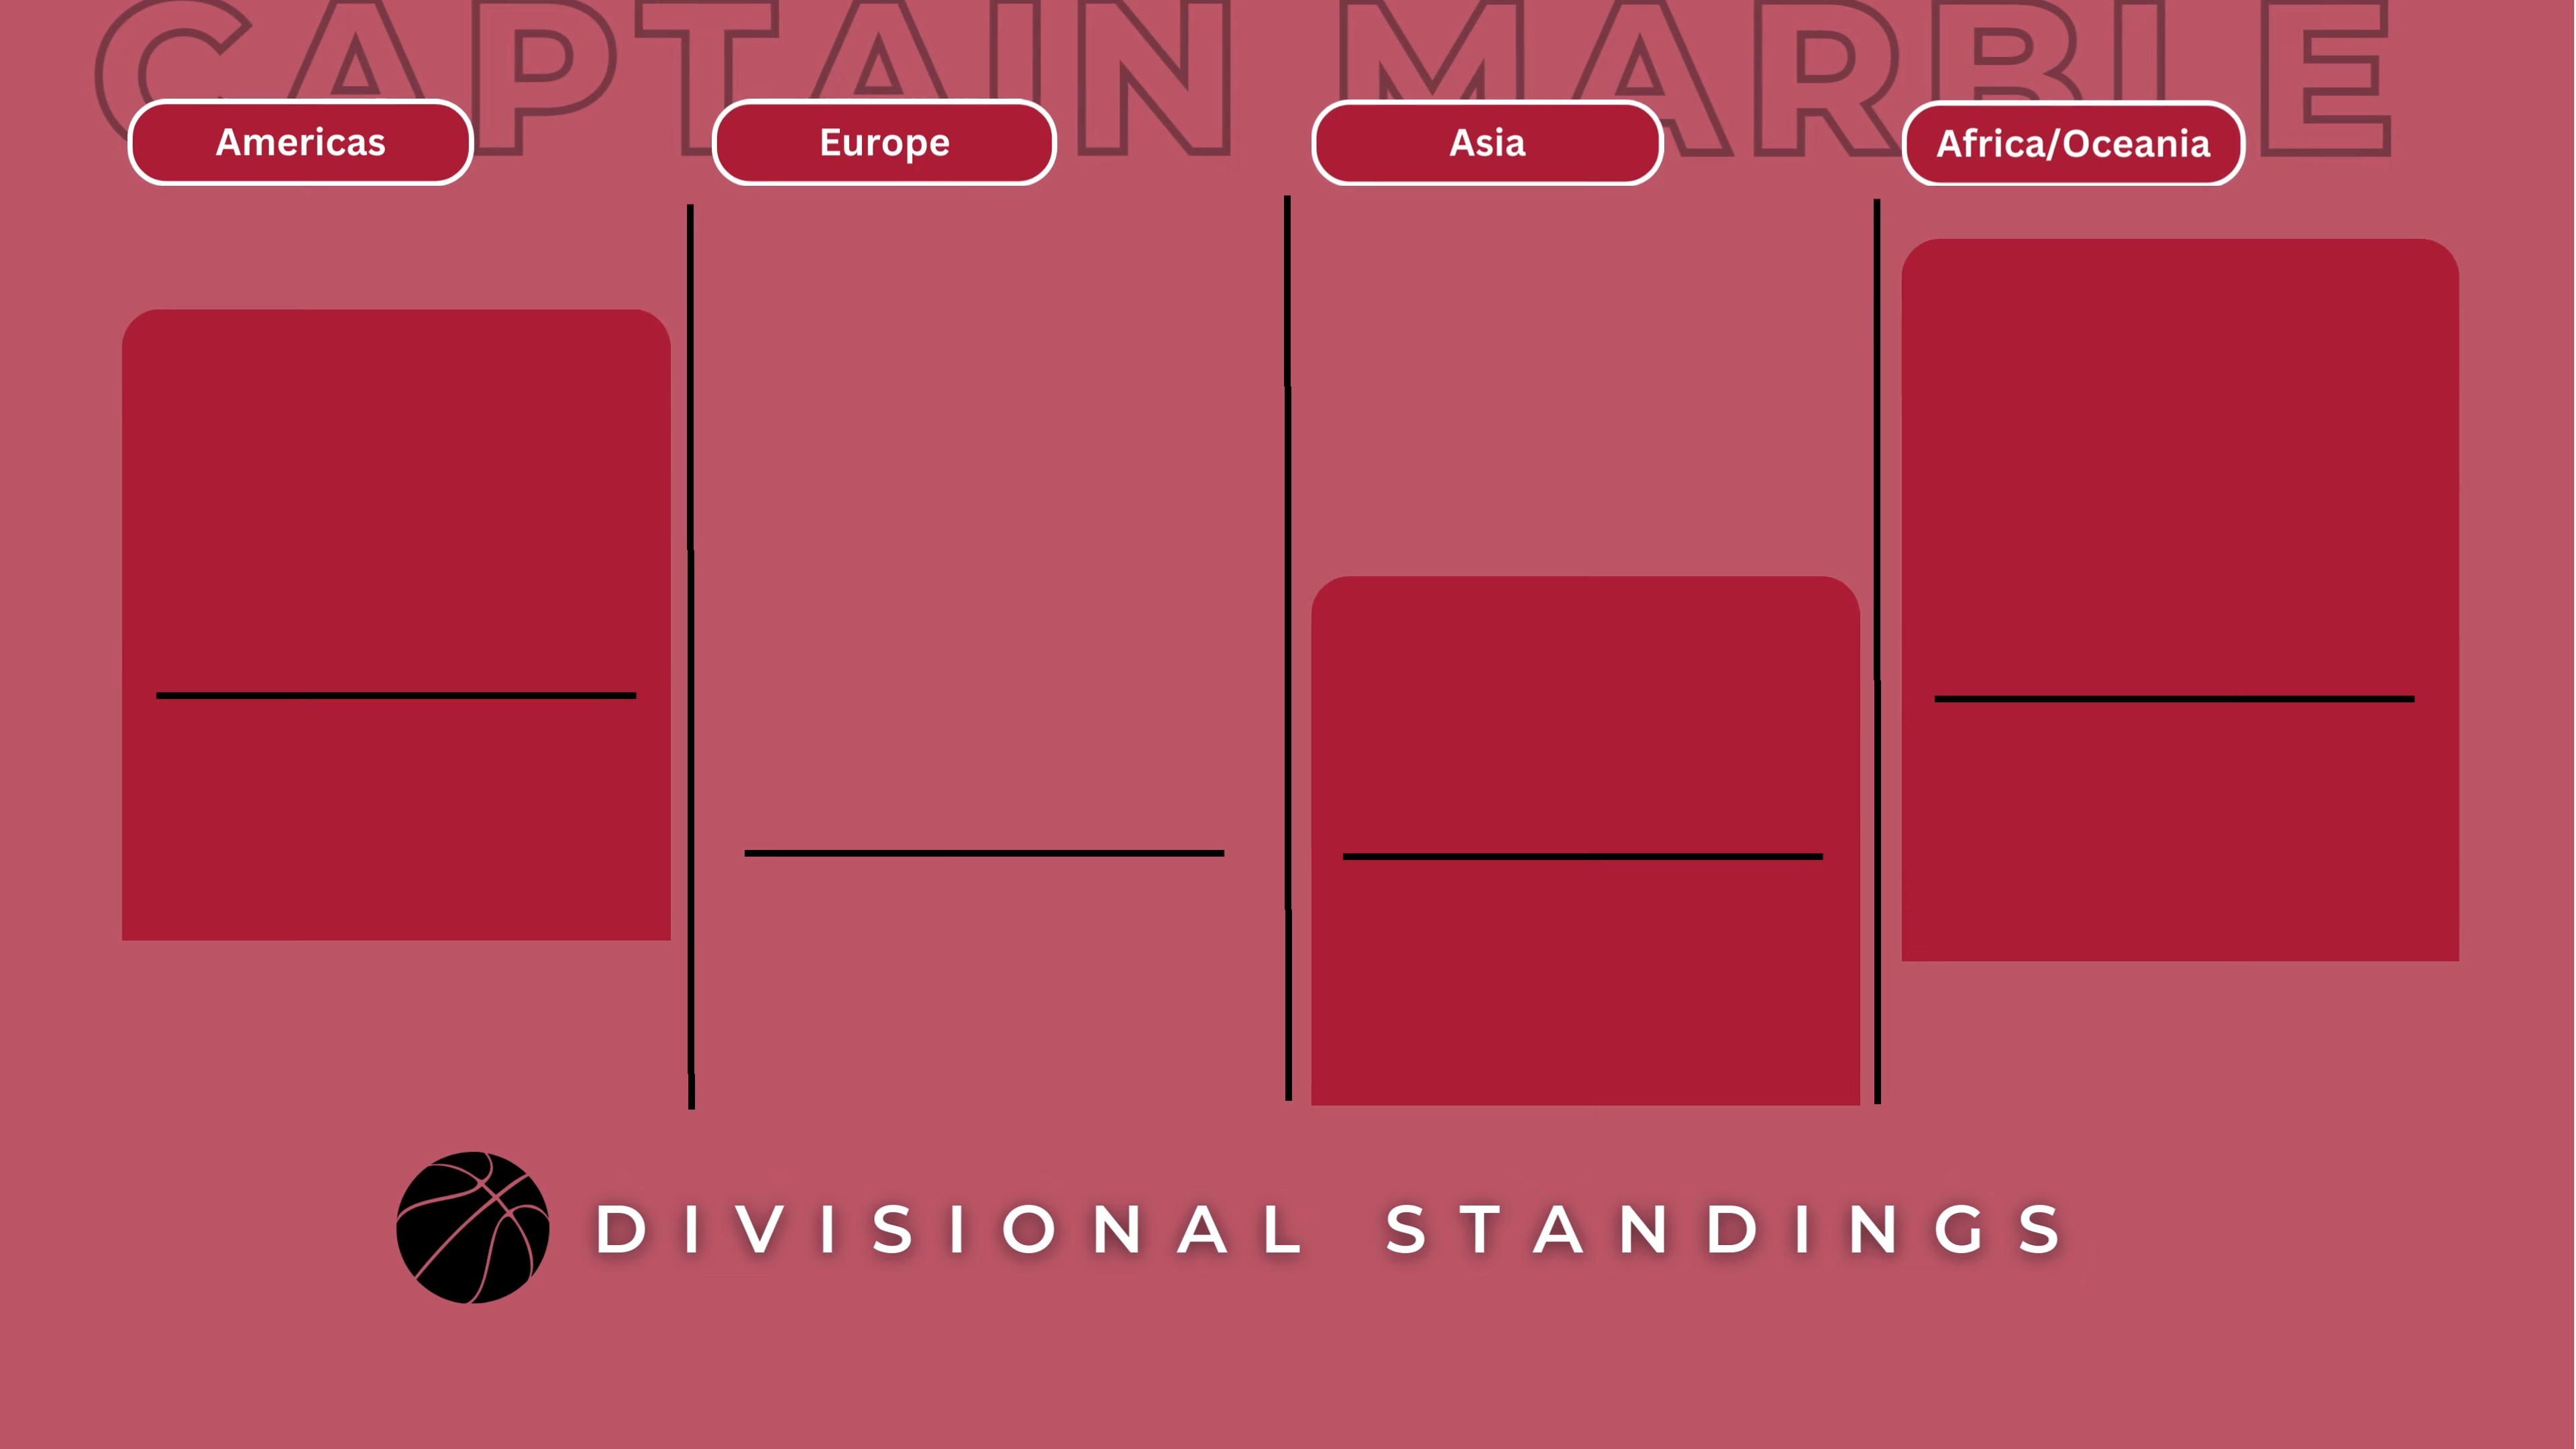 CAPTAIN MARBLE
Americas
Europe
Asia
Africa/Oceania
DIVISIONAL STANDINGS